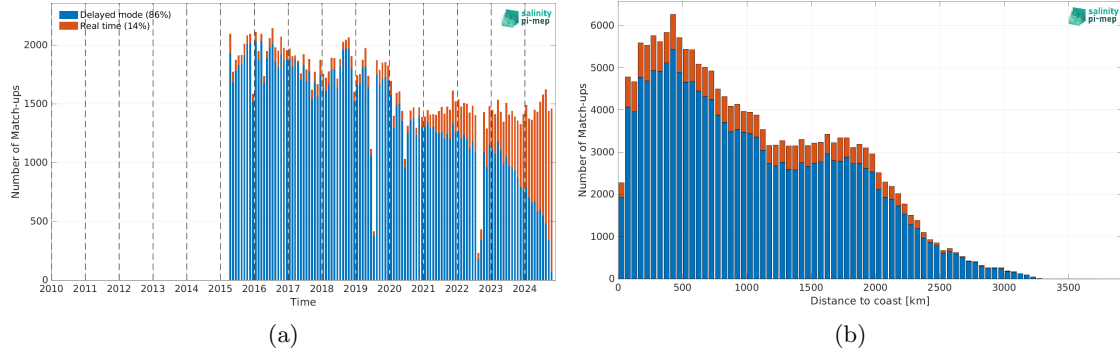 Delayed mode (86%)
Real time (14%)
salinity
pi-mep
2000
1500
1000
500
0
Number of Match-ups
2010 2011 2012 2013 2014 2015 2016 2017 2018 2019 2020 2021 2022 2023 2024
Time
(a)
salinity
pi-mep
6000
5000
4000
3000
2000
1000
0
Number of Match-ups
0 500 1000 1500 2000 2500 3000 3500
Distance to coast [km]
(b)